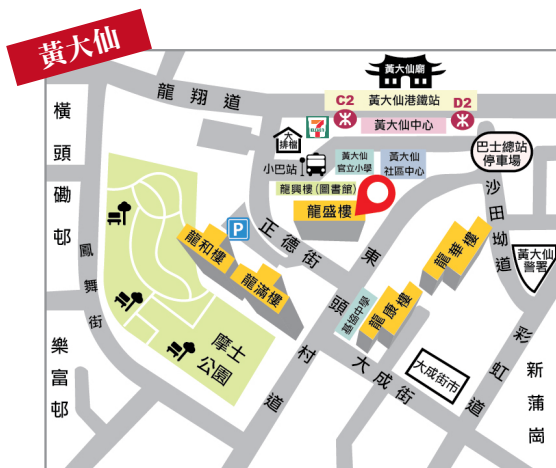 黃大仙
黃大仙廟
龍翔道
C2 黃大仙港鐵站 D2
黃大仙中心
7
ELEVEN
大
排檔
小巴站
黃大仙
官立小學
黃大仙
社區中心
巴士總站
停車場
橫頭磡邨
龍興樓(圖書館)
龍盛樓
沙田坳道
P
正德街
東頭村道
龍和樓
龍滿樓
龍華樓
龍康樓
黃大仙
警署
鳳舞街
基協中學
摩士
公園
樂富邨
大成街
大成街市
彩虹道
新蒲崗